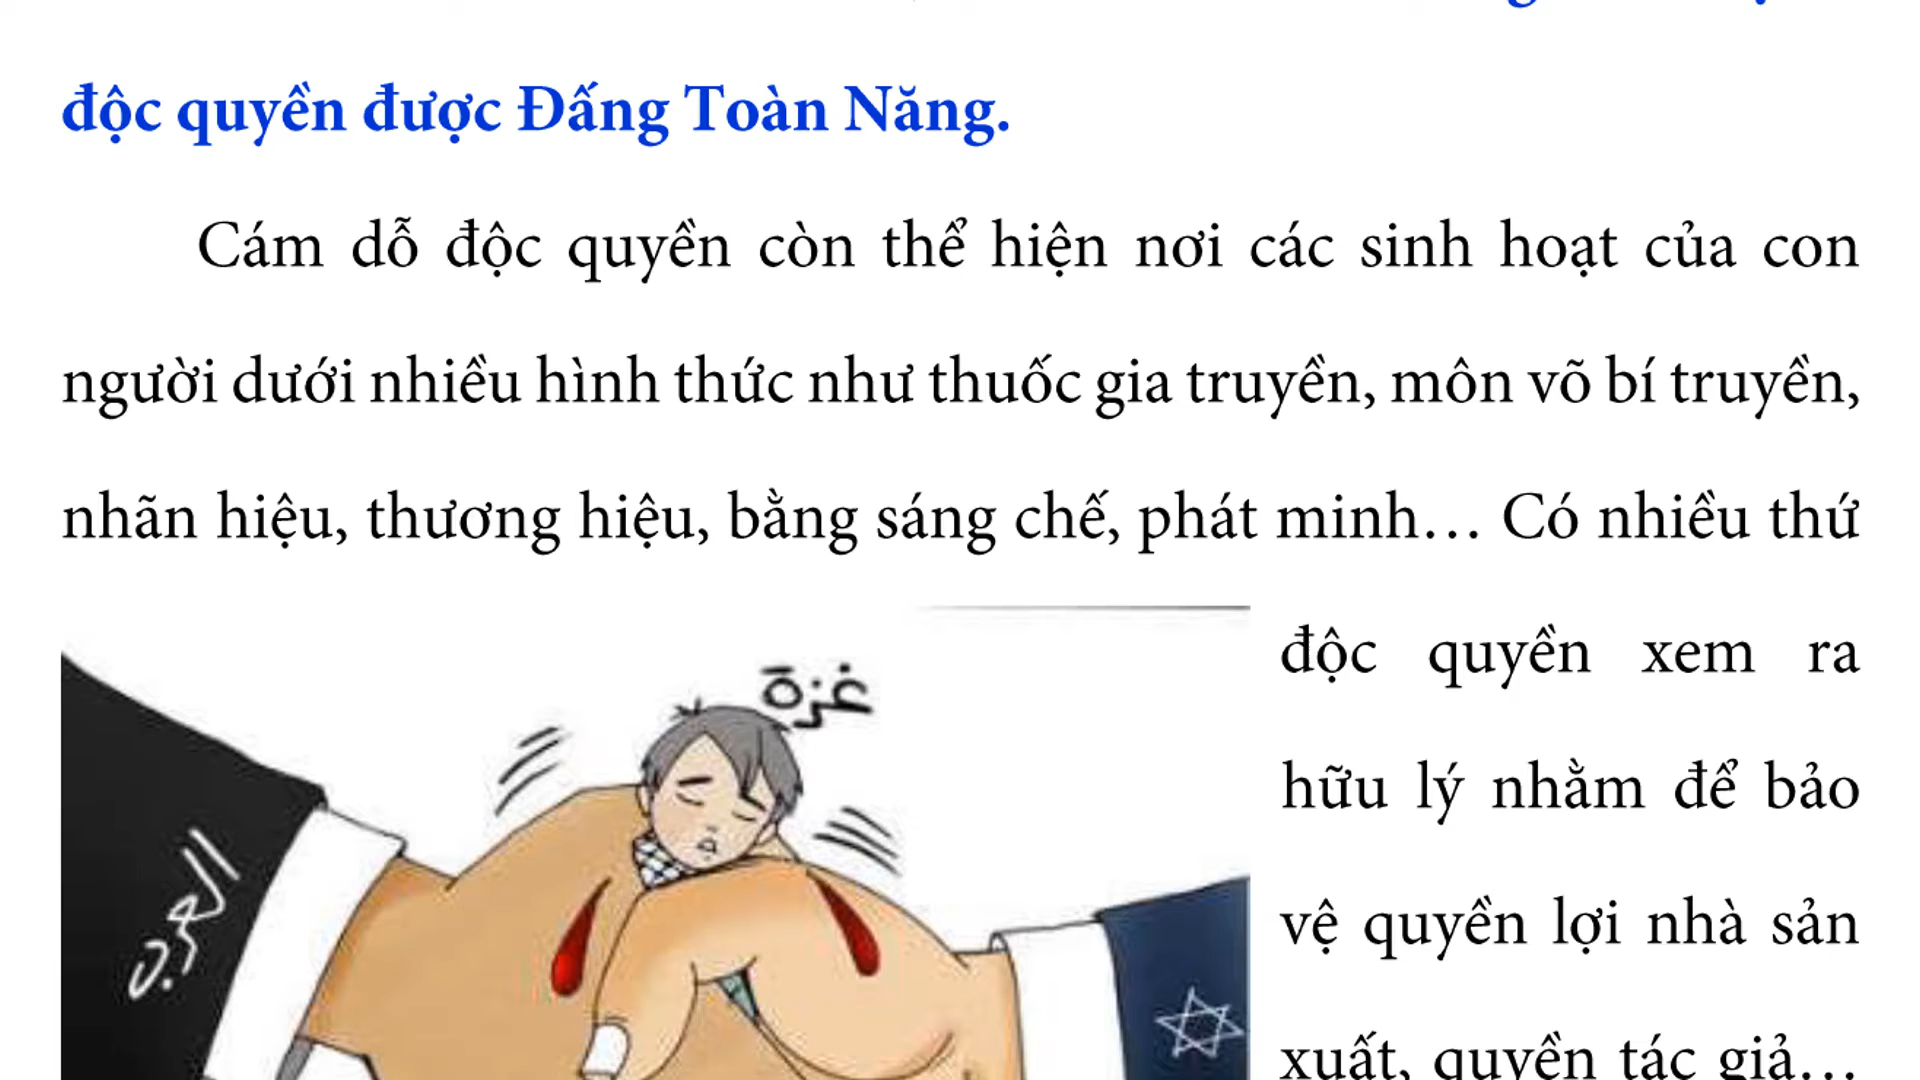 độc quyền được Đấng Toàn Năng.
Cám dỗ độc quyền còn thể hiện nơi các sinh hoạt của con
người dưới nhiều hình thức như thuốc gia truyền, môn võ bí truyền,
nhãn hiệu, thương hiệu, bằng sáng chế, phát minh… Có nhiều thứ
độc quyền xem ra
غزة
hữu lý nhằm để bảo
العرب
vệ quyền lợi nhà sản
xuất, quyền tác giả…